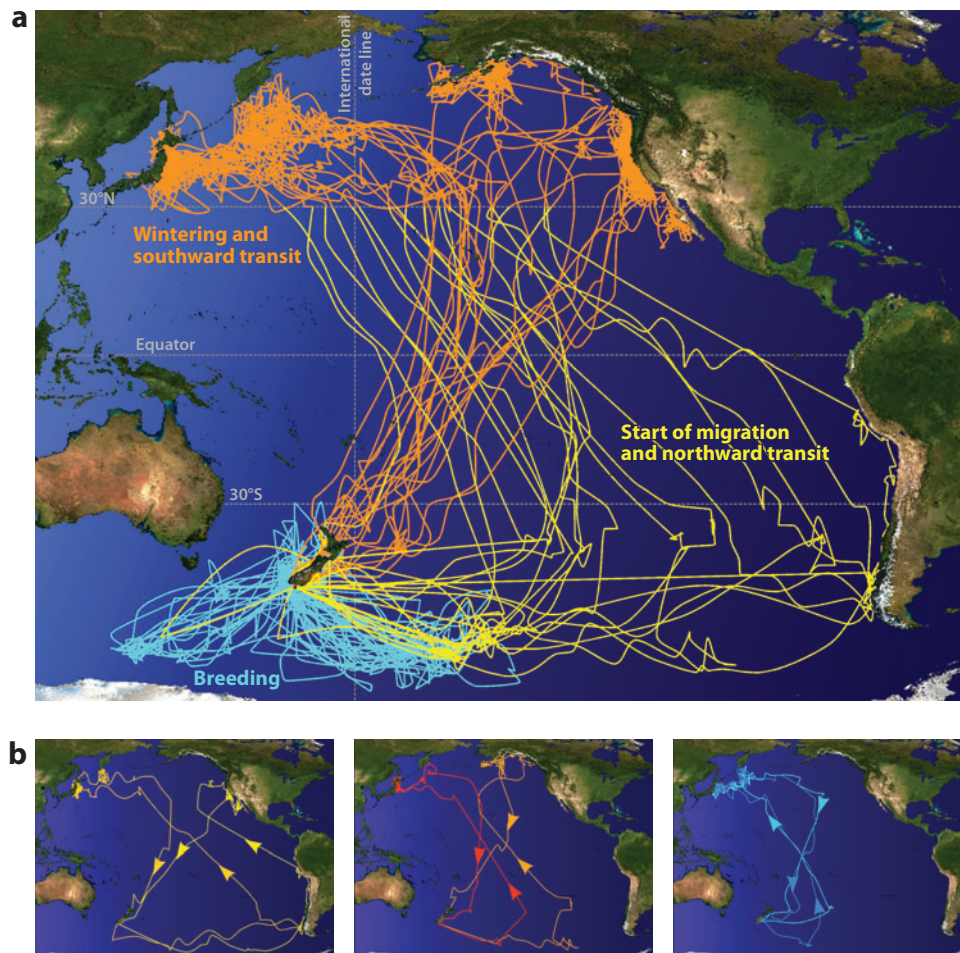 a
International
date line
30°N
Wintering and
southward transit
Equator
Start of migration
and northward transit
30°S
Breeding
b